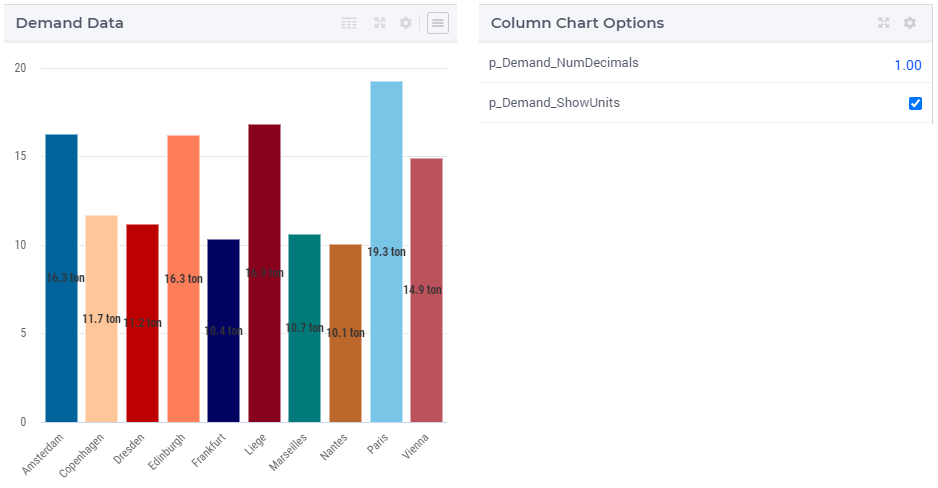 Demand Data
Column Chart Options
p_Demand_NumDecimals
1.00
p_Demand_ShowUnits
20
15
10
5
0
16.3 ton
11.7 ton
11.2 ton
16.3 ton
10.4 ton
ton
10.7 ton
10.1 ton
19.3 ton
14.9 ton
Amsterdam
Copenhagen
Dresden
Edinburgh
Frankfurt
Liege
Marseilles
Nantes
Paris
Vienna